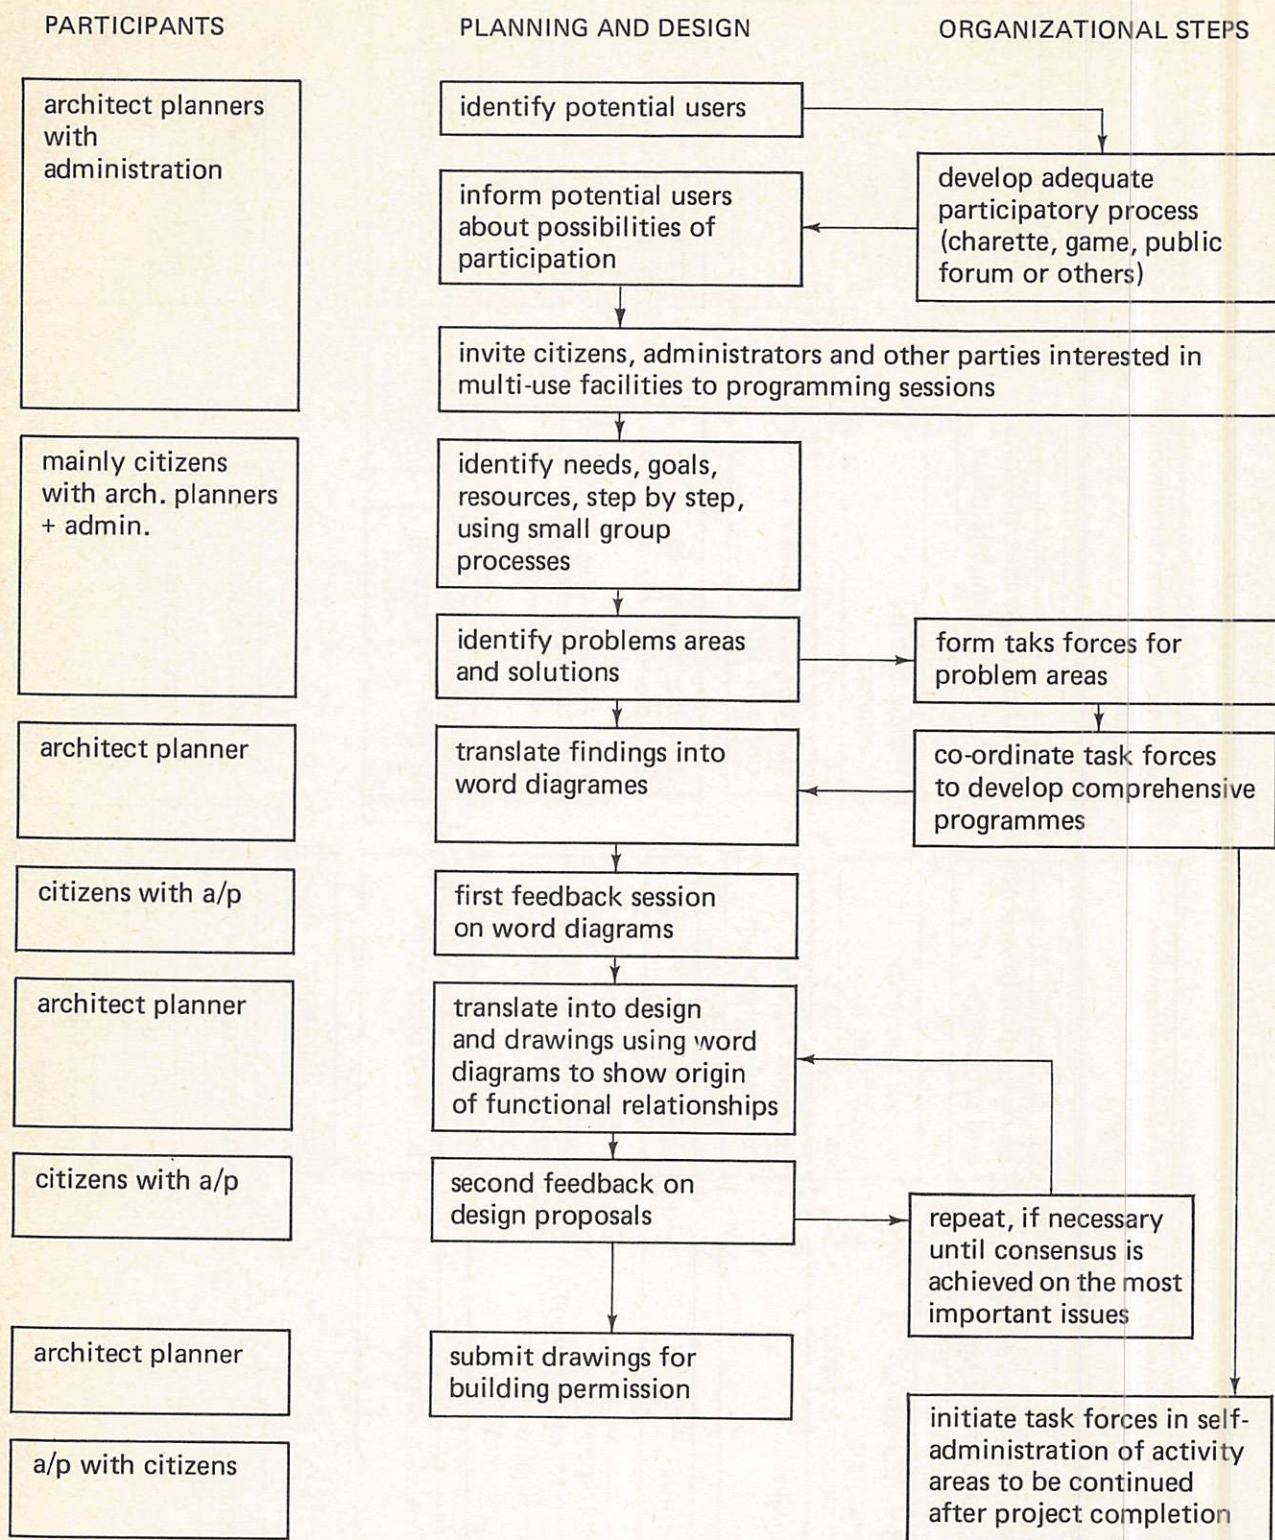 PARTICIPANTS
PLANNING AND DESIGN
ORGANIZATIONAL STEPS
architect planners
with
administration
identify potential users
develop adequate
participatory process
(charette, game, public
forum or others)
inform potential users
about possibilities of
participation
invite citizens, administrators and other parties interested in
multi-use facilities to programming sessions
mainly citizens
with arch. planners
+ admin.
identify needs, goals,
resources, step by step,
using small group
processes
identify problems areas
and solutions
form taks forces for
problem areas
architect planner
translate findings into
word diagrames
co-ordinate task forces
to develop comprehensive
programmes
citizens with a/p
first feedback session
on word diagrams
architect planner
translate into design
and drawings using word
diagrams to show origin
of functional relationships
citizens with a/p
second feedback on
design proposals
repeat, if necessary
until consensus is
achieved on the most
important issues
architect planner
submit drawings for
building permission
a/p with citizens
initiate task forces in self-
administration of activity
areas to be continued
after project completion